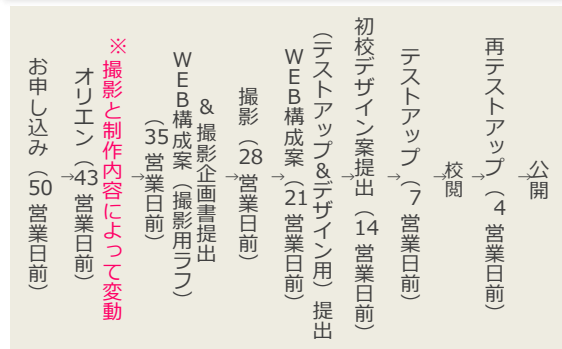 お申し込み（50営業日前）
→
オリエン（43営業日前）
※撮影と制作内容によって変動
→
WEB構成案（撮影用ラフ）
＆撮影企画書提出
（35営業日前）
→
撮影（28営業日前）
→
WEB構成案
（テストアップ＆デザイン用）提出
（21営業日前）
→
初校デザイン案提出（14営業日前）
→
テストアップ（7営業日前）
→
校閲
→
再テストアップ（4営業日前）
→
公開